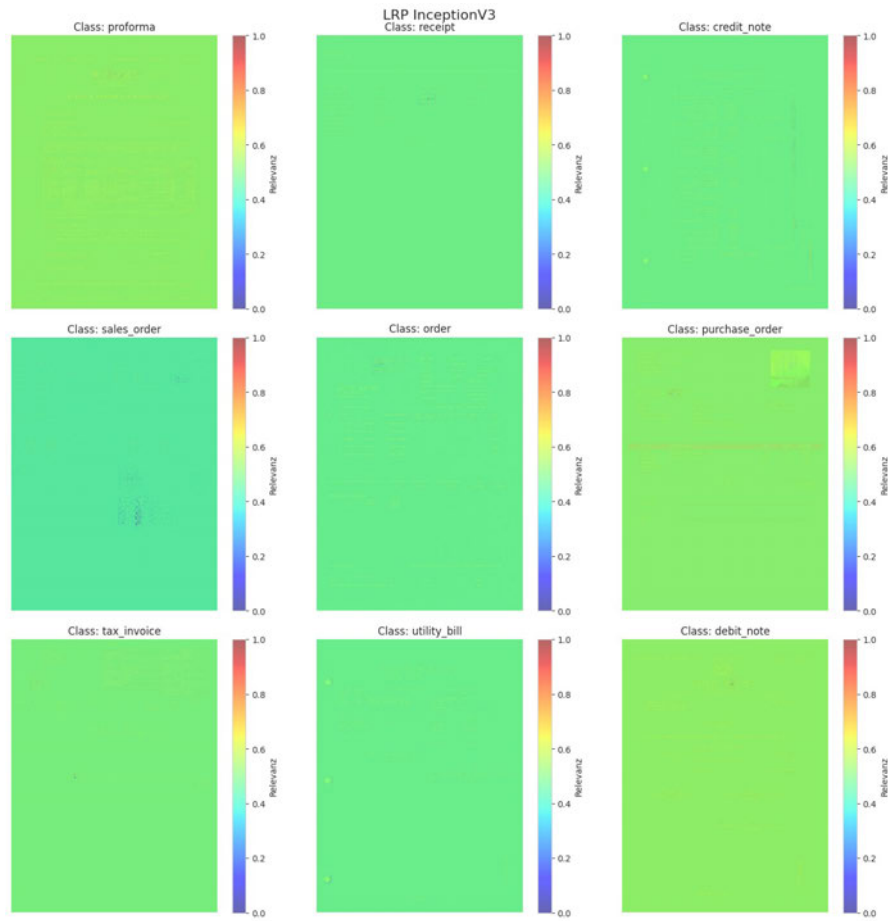 LRP InceptionV3
Class: proforma
Class: receipt
Class: credit_note
1.0
0.8
0.6
0.4
0.2
0.0
Relevanz
1.0
0.8
0.6
0.4
0.2
0.0
Relevanz
1.0
0.8
0.6
0.4
0.2
0.0
Relevanz
Class: sales_order
Class: order
Class: purchase_order
1.0
0.8
0.6
0.4
0.2
0.0
Relevanz
1.0
0.8
0.6
0.4
0.2
0.0
Relevanz
1.0
0.8
0.6
0.4
0.2
0.0
Relevanz
Class: tax_invoice
Class: utility_bill
Class: debit_note
1.0
0.8
0.6
0.4
0.2
0.0
Relevanz
1.0
0.8
0.6
0.4
0.2
0.0
Relevanz
1.0
0.8
0.6
0.4
0.2
0.0
Relevanz